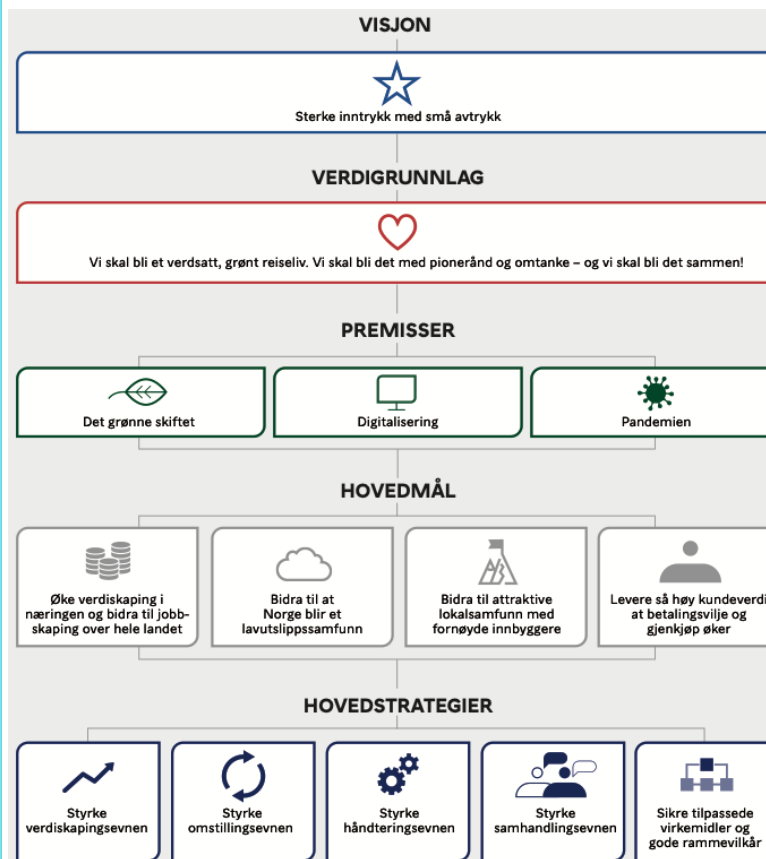 VISJON
Sterke inntrykk med små avtrykk
VERDIGRUNNLAG
Vi skal bli et verdsatt, grønt reiseliv. Vi skal bli det med pionerånd og omtanke – og vi skal bli det sammen!
PREMISSER
Det grønne skiftet
Digitalisering
Pandemien
HOVEDMÅL
Øke verdiskaping i
næringen og bidra til jobb-
skaping over hele landet
Bidra til at
Norge blir et
lavutslippssamfunn
Bidra til attraktive
lokalsamfunn med
fornøyde innbyggere
Levere så høy kundeverdi
at betalingsvilje og
gjenkjøp øker
HOVEDSTRATEGIER
Styrke
verdiskapingsevnen
Styrke
omstillingsevnen
Styrke
håndteringsevnen
Styrke
samhandlingsevnen
Sikre tilpassede
virkemidler og
gode rammevilkår